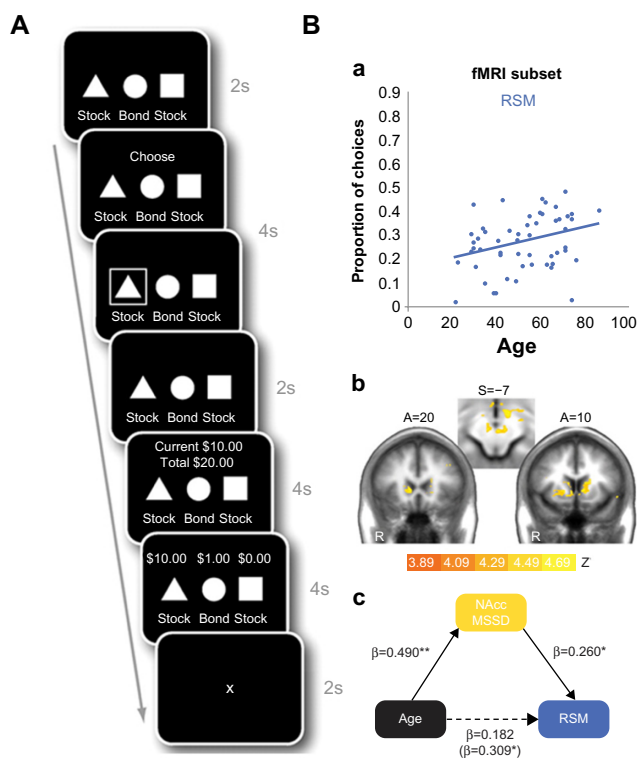 A
Stock Bond Stock
2s
Choose
Stock Bond Stock
4s
Stock Bond Stock
Stock Bond Stock
2s
Current $10.00
Total $20.00
Stock Bond Stock
4s
$10.00 $1.00 $0.00
Stock Bond Stock
4s
x
2s
B
a
fMRI subset
RSM
Proportion of choices
0.9
0.8
0.7
0.6
0.5
0.4
0.3
0.2
0.1
0
0 20 40 60 80 100
Age
b
S=−7
A=20
A=10
R
R
3.89 4.09 4.29 4.49 4.69 Z
c
NAcc
MSSD
β=0.490**
β=0.260*
Age
RSM
β=0.182
(β=0.309*)